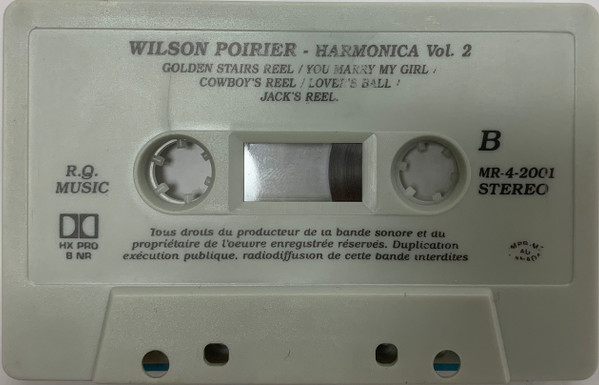 WILSON POIRIER - HARMONICA Vol. 2
GOLDEN STAIRS REEL / YOU MARRY MY GIRL /
COWBOY'S REEL / LOVER'S BALL /
JACK'S REEL.
B
R.Q.
MUSIC
MR-4-2001
STEREO
HX PRO
B NR
Tous droits du producteur de la bande sonore et du
propriétaire de l'oeuvre enregistrée réservés. Duplication
exécution publique, radiodiffusion de cette bande interdites